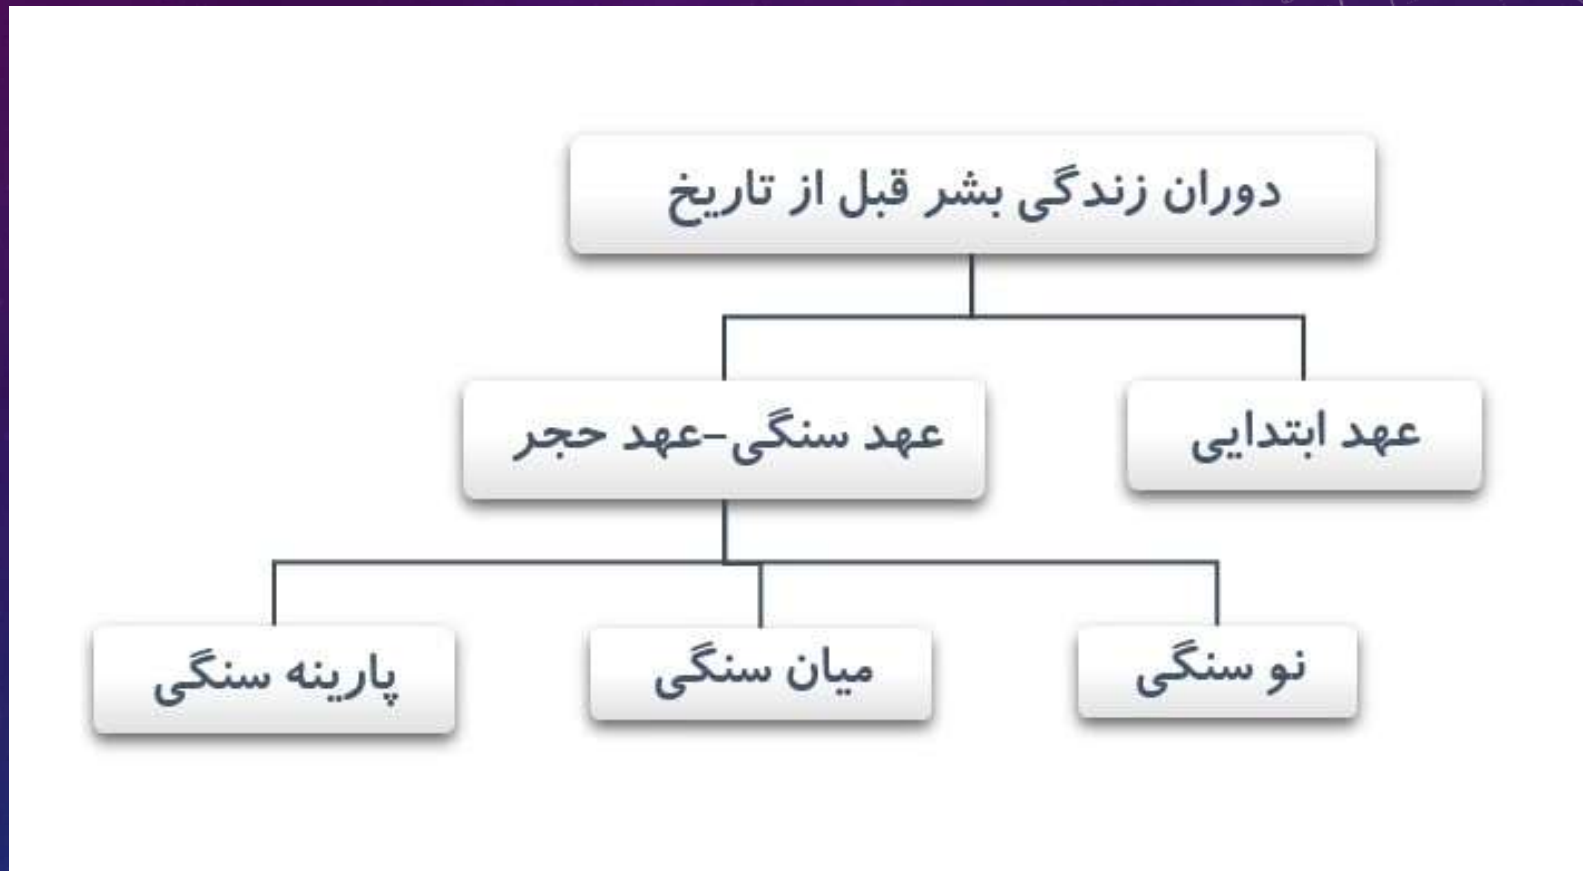 دوران زندگی بشر قبل از تاریخ
عهد ابتدایی
عهد سنگی-عهد حجر
نو سنگی
میان سنگی
پارینه سنگی